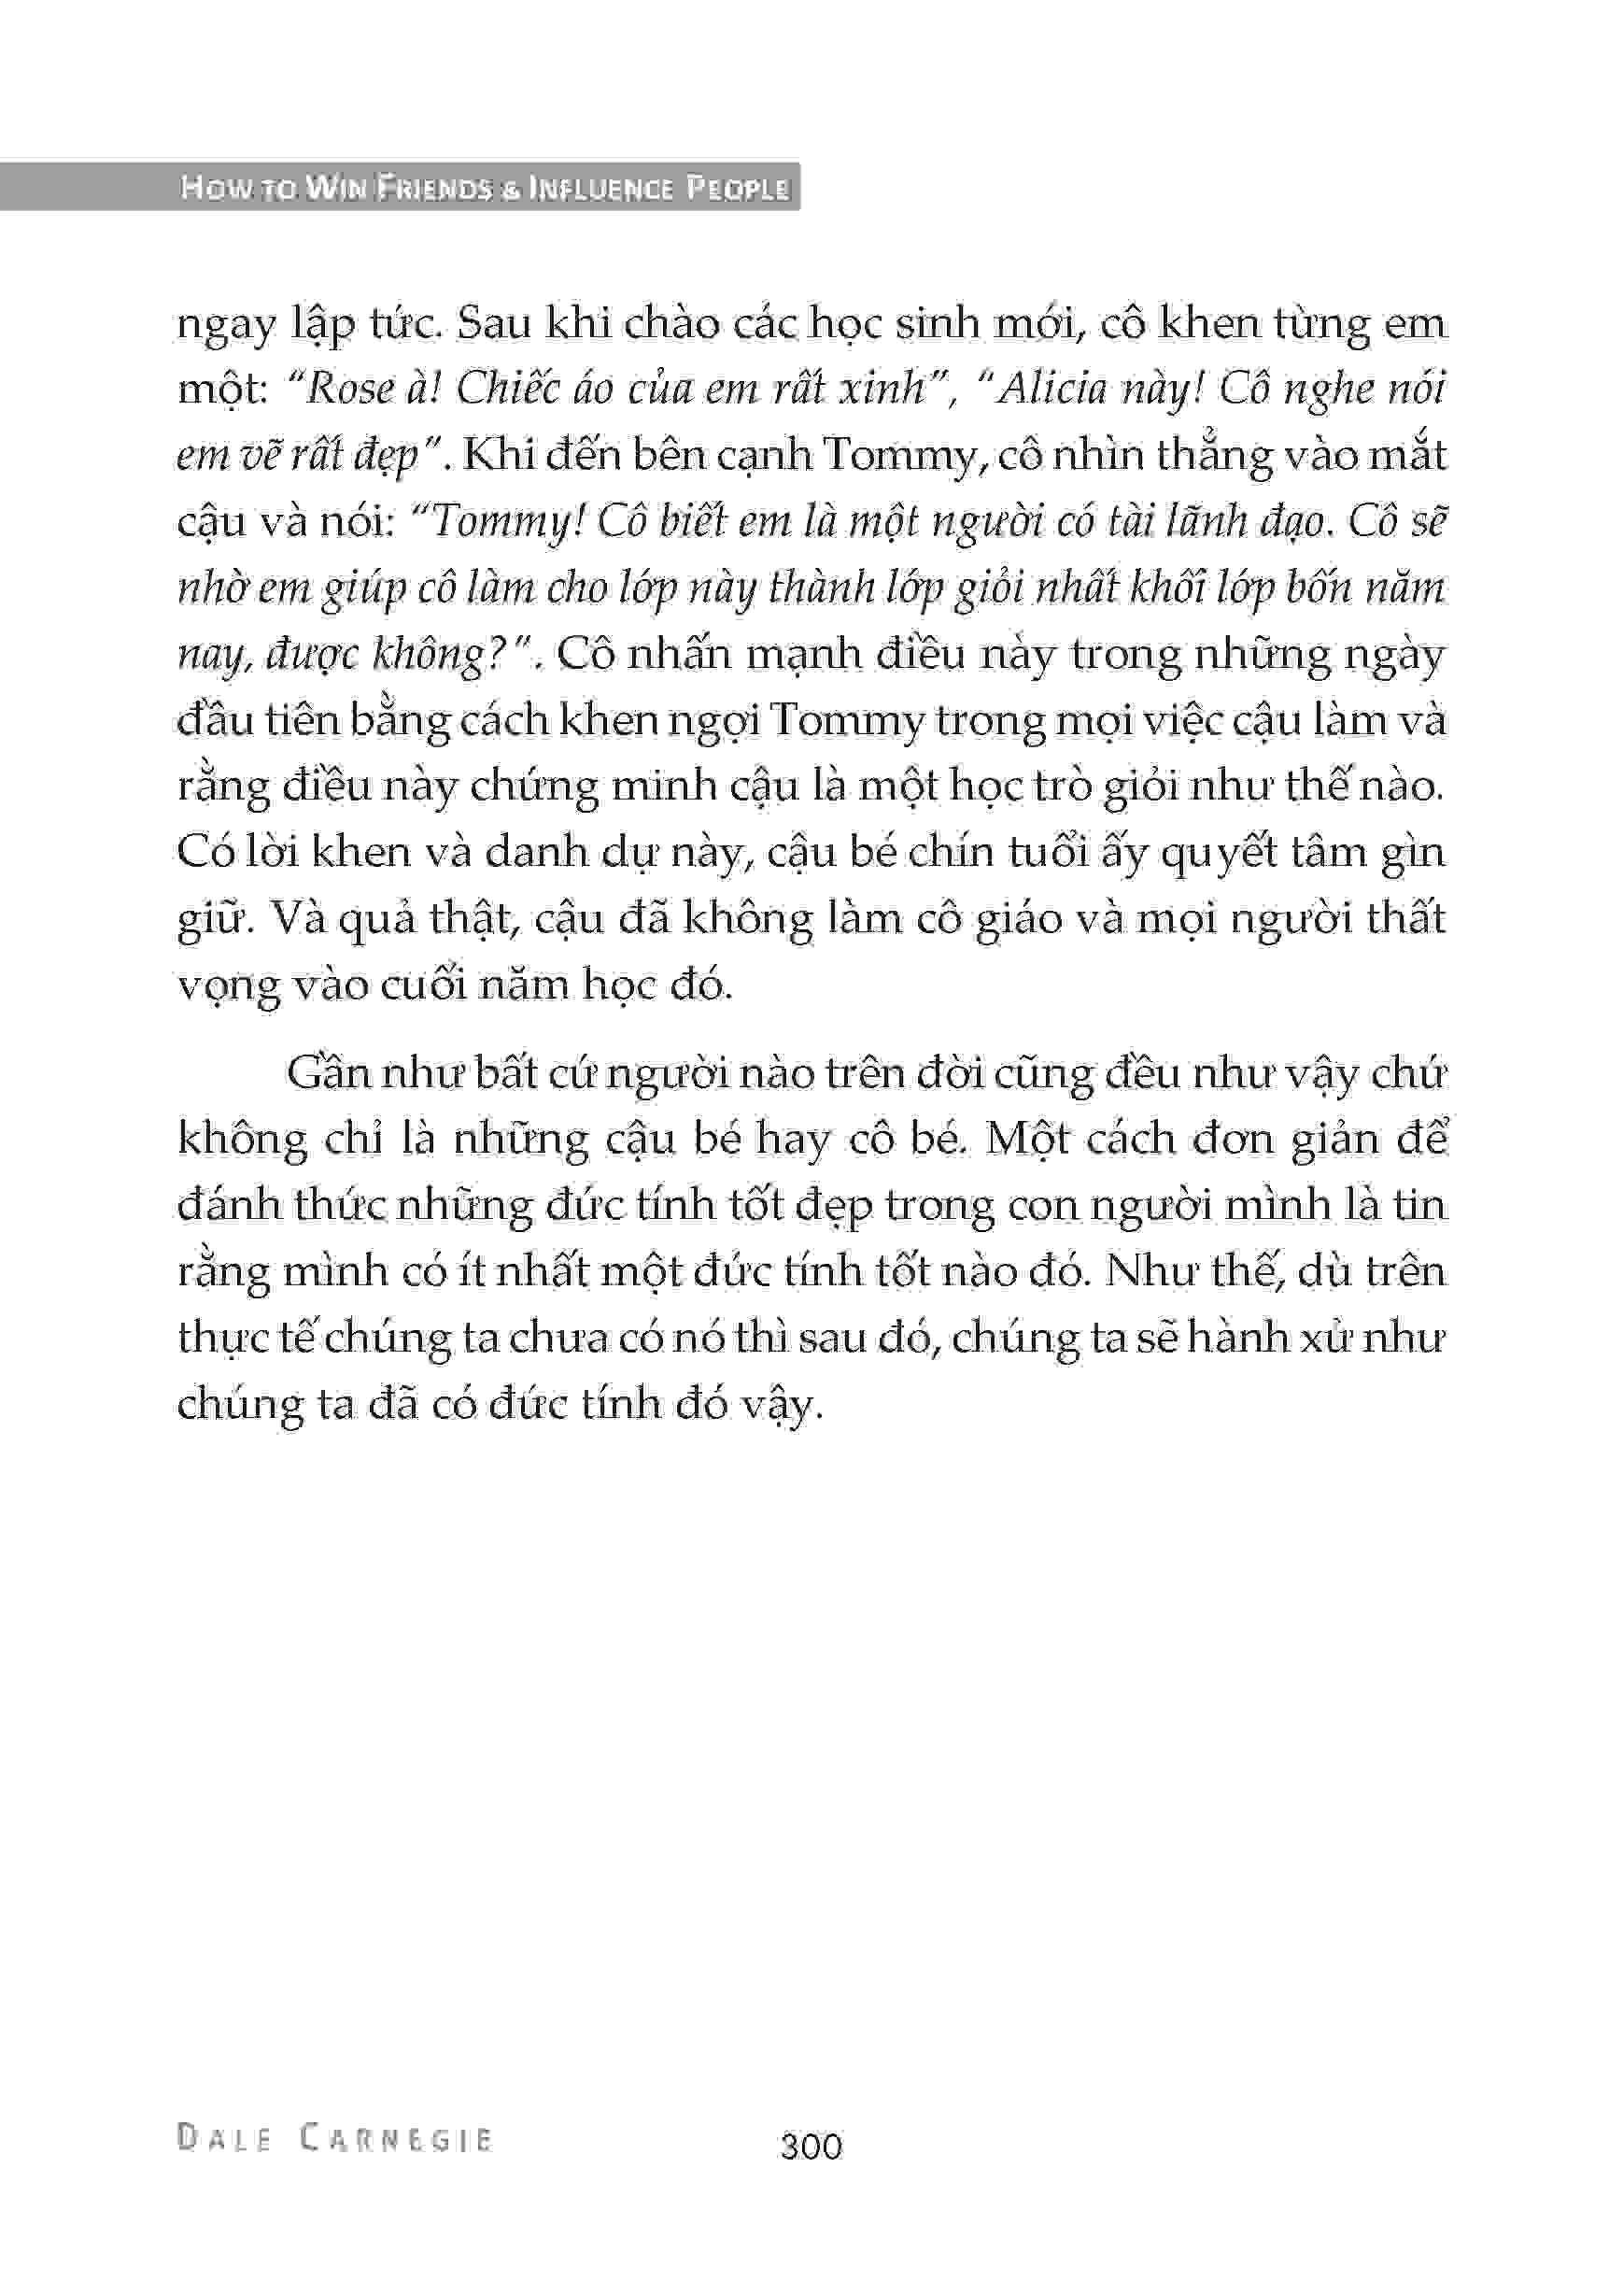 HOW TO WIN FRIENDS & INFLUENCE PEOPLE
ngay lập tức. Sau khi chào các học sinh mới, cô khen từng em
một: “Rose à! Chiếc áo của em rất xinh”, “Alicia này! Cô nghe nói
em vẽ rất đẹp”. Khi đến bên cạnh Tommy, cô nhìn thẳng vào mắt
cậu và nói: “Tommy! Cô biết em là một người có tài lãnh đạo. Cô sẽ
nhờ em giúp cô làm cho lớp này thành lớp giỏi nhất khối lớp bốn năm
nay, được không?”. Cô nhấn mạnh điều này trong những ngày
đầu tiên bằng cách khen ngợi Tommy trong mọi việc cậu làm và
rằng điều này chứng minh cậu là một học trò giỏi như thế nào.
Có lời khen và danh dự này, cậu bé chín tuổi ấy quyết tâm gìn
giữ. Và quả thật, cậu đã không làm cô giáo và mọi người thất
vọng vào cuối năm học đó.
Gần như bất cứ người nào trên đời cũng đều như vậy chứ
không chỉ là những cậu bé hay cô bé. Một cách đơn giản để
đánh thức những đức tính tốt đẹp trong con người mình là tin
rằng mình có ít nhất một đức tính tốt nào đó. Như thế, dù trên
thực tế chúng ta chưa có nó thì sau đó, chúng ta sẽ hành xử như
chúng ta đã có đức tính đó vậy.
DALE CARNEGIE
300